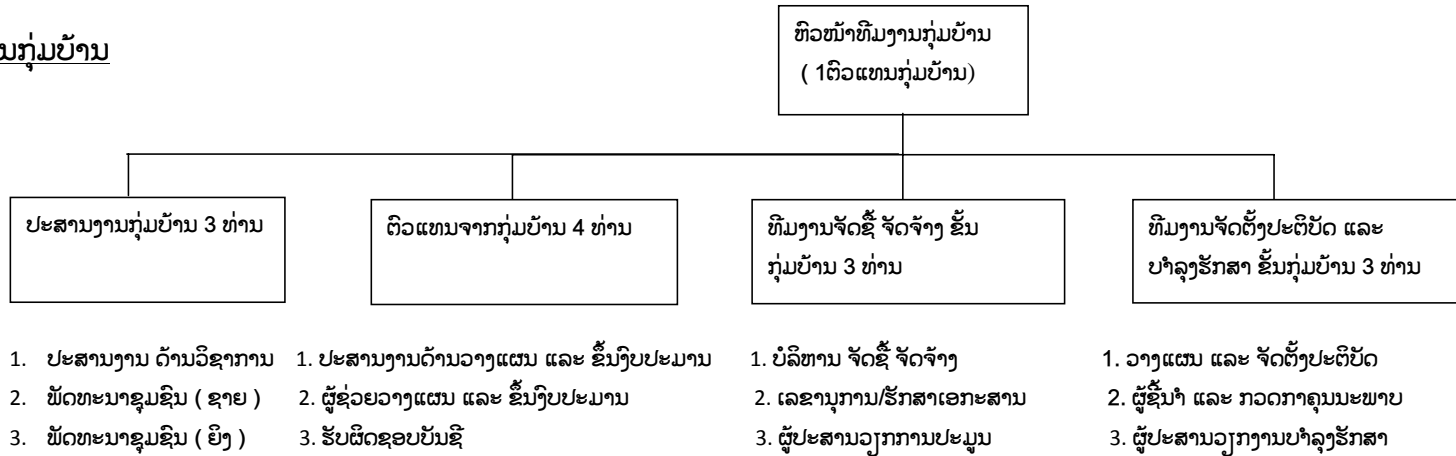 ນກຸ່ມບ້ານ
ຫົວໜ້າທີມງານກຸ່ມບ້ານ
( 1ຕົວແທນກຸ່ມບ້ານ)
ປະສານງານກຸ່ມບ້ານ 3 ທ່ານ
ຕົວແທນຈາກກຸ່ມບ້ານ 4 ທ່ານ
ທີມງານຈັດຊື້ ຈັດຈ້າງ ຂັ້ນ
ກຸ່ມບ້ານ 3 ທ່ານ
ທີມງານຈັດຕັ້ງປະຕິບັດ ແລະ
ບຳລຸງຮັກສາ ຂັ້ນກຸ່ມບ້ານ 3 ທ່ານ
1. ປະສານງານ ດ້ານວິຊາການ
2. ພັດທະນາຊຸມຊົນ ( ຊາຍ )
3. ພັດທະນາຊຸມຊົນ ( ຍິງ )
1. ປະສານງານດ້ານວາງແຜນ ແລະ ຂຶ້ນງົບປະມານ
2. ຜູ້ຊ່ວຍວາງແຜນ ແລະ ຂຶ້ນງົບປະມານ
3. ຮັບຜິດຊອບບັນຊີ
1. ບໍລິຫານ ຈັດຊື້ ຈັດຈ້າງ
2. ເລຂານຸການ/ຮັກສາເອກະສານ
3. ຜູ້ປະສານວຽກການປະມູນ
1. ວາງແຜນ ແລະ ຈັດຕັ້ງປະຕິບັດ
2. ຜູ້ຊີ້ນຳ ແລະ ກວດກາຄຸນນະພາບ
3. ຜູ້ປະສານວຽກງານບຳລຸງຮັກສາ